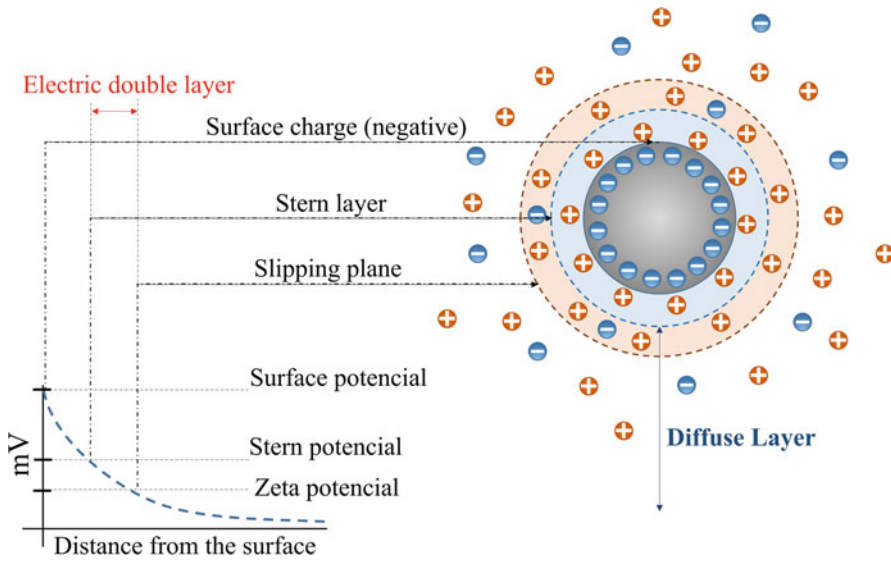 Electric double layer
Surface charge (negative)
Stern layer
Slipping plane
Surface potencial
Stern potencial
Zeta potencial
mV
Distance from the surface
Diffuse Layer